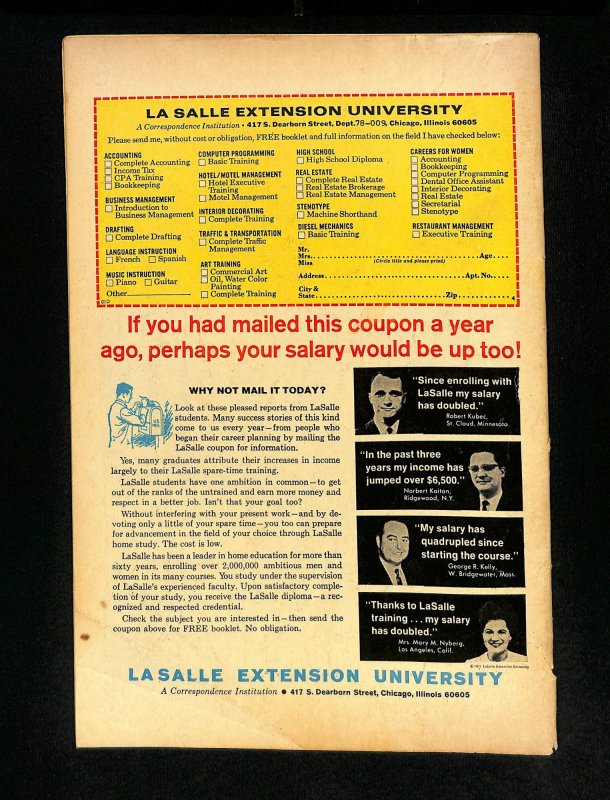 LA SALLE EXTENSION UNIVERSITY
A Correspondence Institution • 417 S. Dearborn Street, Dept. 78-009, Chicago, Illinois 60605
Please send me, without cost or obligation, FREE booklet and full information on the field I have checked below:
ACCOUNTING
Complete Accounting
Income Tax
CPA Training
Bookkeeping
BUSINESS MANAGEMENT
Introduction to
Business Management
DRAFTING
Complete Drafting
LANGUAGE INSTRUCTION
French Spanish
MUSIC INSTRUCTION
Piano Guitar
Other
COMPUTER PROGRAMMING
Basic Training
HOTEL/MOTEL MANAGEMENT
Hotel Executive
Training
Motel Management
INTERIOR DECORATING
Complete Training
TRAFFIC & TRANSPORTATION
Complete Traffic
Management
ART TRAINING
Commercial Art
Oil, Water Color
Painting
Complete Training
HIGH SCHOOL
High School Diploma
REAL ESTATE
Complete Real Estate
Real Estate Brokerage
Real Estate Management
STENOTYPE
Machine Shorthand
DIESEL MECHANICS
Basic Training
CAREERS FOR WOMEN
Accounting
Bookkeeping
Computer Programming
Dental Office Assistant
Interior Decorating
Real Estate
Secretarial
Stenotype
RESTAURANT MANAGEMENT
Executive Training
Mr.
Mrs. Age
Miss (Circle title and please print)
Address Apt. No.
City &
State Zip 4
If you had mailed this coupon a year
ago, perhaps your salary would be up too!
WHY NOT MAIL IT TODAY?
Look at these pleased reports from LaSalle
students. Many success stories of this kind
come to us every year—from people who
began their career planning by mailing the
LaSalle coupon for information.
Yes, many graduates attribute their increases in income
largely to their LaSalle spare-time training.
LaSalle students have one ambition in common—to get
out of the ranks of the untrained and earn more money and
respect in a better job. Isn't that your goal too?
Without interfering with your present work—and by de-
voting only a little of your spare time—you too can prepare
for advancement in the field of your choice through LaSalle
home study. The cost is low.
LaSalle has been a leader in home education for more than
sixty years, enrolling over 2,000,000 ambitious men and
women in its many courses. You study under the supervision
of LaSalle's experienced faculty. Upon satisfactory comple-
tion of your study, you receive the LaSalle diploma—a rec-
ognized and respected credential.
Check the subject you are interested in—then send the
coupon above for FREE booklet. No obligation.
"Since enrolling with
LaSalle my salary
has doubled."
Robert Kubec,
St. Cloud, Minnesota.
"In the past three
years my income has
jumped over $6,500."
Norbert Kaitan,
Ridgewood, N.Y.
"My salary has
quadrupled since
starting the course."
George R. Kelly,
W. Bridgewater, Mass.
"Thanks to LaSalle
training . . . my salary
has doubled."
Mrs. Mary M. Nyberg,
Los Angeles, Calif.
LaSalle Extension University
LA SALLE EXTENSION UNIVERSITY
A Correspondence Institution • 417 S. Dearborn Street, Chicago, Illinois 60605